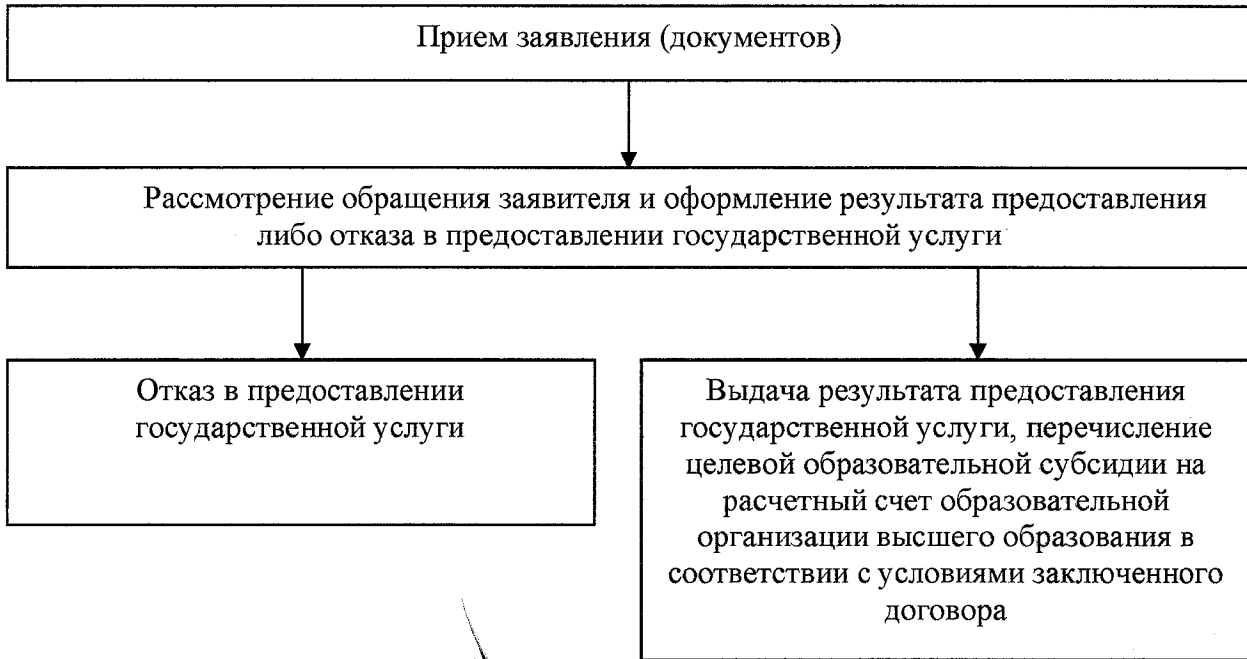 Прием заявления (документов)
Рассмотрение обращения заявителя и оформление результата предоставления
либо отказа в предоставлении государственной услуги
Отказ в предоставлении
государственной услуги
Выдача результата предоставления
государственной услуги, перечисление
целевой образовательной субсидии на
расчетный счет образовательной
организации высшего образования в
соответствии с условиями заключенного
договора